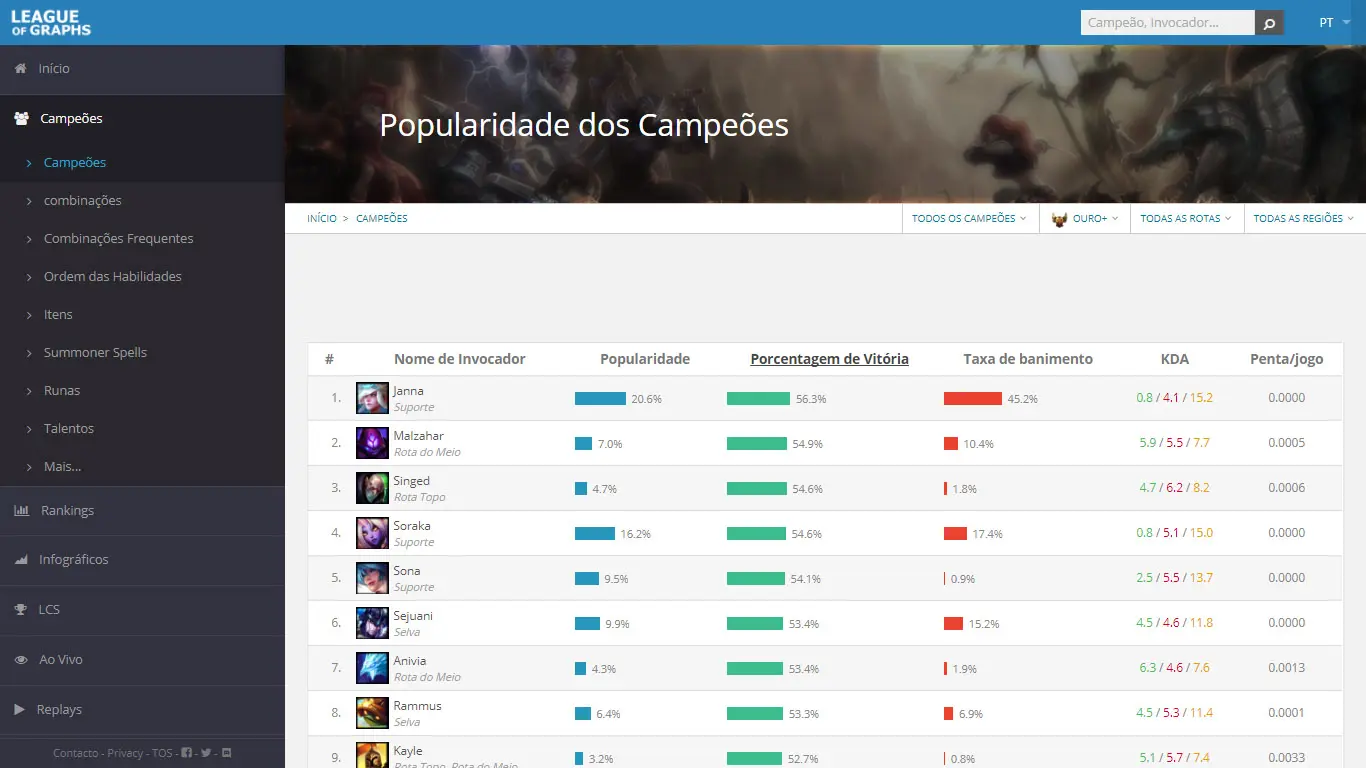 LEAGUE
OF GRAPHS
Campeão, invocador...
PT
Início
Campeões
Campeões
combinações
Combinações Frequentes
Ordem das Habilidades
Itens
Summoner Spells
Runas
Talentos
Mais...
Rankings
Infográficos
LCS
Ao Vivo
Replays
Contacto - Privacy - TOS - - -
Popularidade dos Campeões
INÍCIO > CAMPEÕES
TODOS OS CAMPEÕES
OURO+
TODAS AS ROTAS
TODAS AS REGIÕES
# Nome de Invocador Popularidade Porcentagem de Vitória Taxa de banimento KDA Penta/jogo
1. Janna 20.6% 56.3% 45.2% 0.8 / 4.1 / 15.2 0.0000
Suporte
2. Malzahar 7.0% 54.9% 10.4% 5.9 / 5.5 / 7.7 0.0005
Rota do Meio
3. Singed 4.7% 54.6% 1.8% 4.7 / 6.2 / 8.2 0.0006
Rota Topo
4. Soraka 16.2% 54.6% 17.4% 0.8 / 5.1 / 15.0 0.0000
Suporte
5. Sona 9.5% 54.1% 0.9% 2.5 / 5.5 / 13.7 0.0000
Suporte
6. Sejuani 9.9% 53.4% 15.2% 4.5 / 4.6 / 11.8 0.0000
Selva
7. Anivia 4.3% 53.4% 1.9% 6.3 / 4.6 / 7.6 0.0013
Rota do Meio
8. Rammus 6.4% 53.3% 6.9% 4.5 / 5.3 / 11.4 0.0001
Selva
9. Kayle 3.2% 52.7% 0.8% 5.1 / 5.7 / 7.4 0.0033
Rota Topo, Rota do Meio